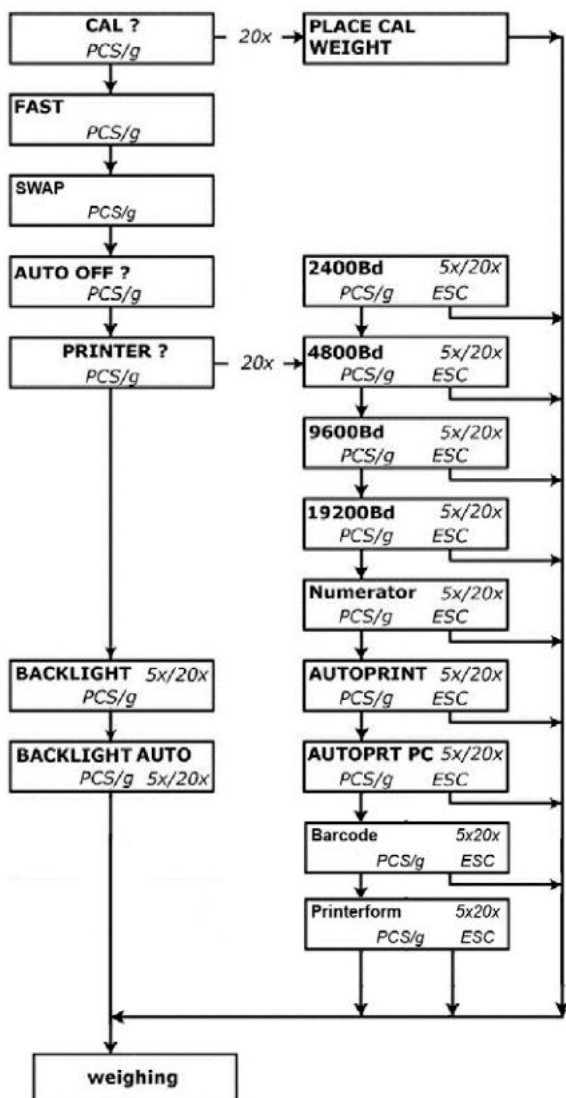 CAL ?
PCS/g
20x
PLACE CAL
WEIGHT
FAST
PCS/g
SWAP
PCS/g
AUTO OFF ?
PCS/g
PRINTER ?
PCS/g
20x
2400Bd 5x/20x
PCS/g ESC
4800Bd 5x/20x
PCS/g ESC
9600Bd 5x/20x
PCS/g ESC
19200Bd 5x/20x
PCS/g ESC
Numerator 5x/20x
PCS/g ESC
AUTOPRINT 5x/20x
PCS/g ESC
AUTOPRT PC 5x/20x
PCS/g ESC
Barcode 5x20x
PCS/g ESC
Printerform 5x20x
PCS/g ESC
BACKLIGHT 5x/20x
PCS/g
BACKLIGHT AUTO
PCS/g 5x/20x
weighing